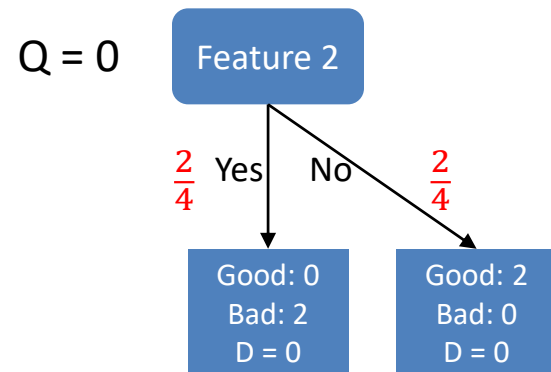 Q = 0
Feature 2
2/4 Yes No 2/4
Good: 0
Bad: 2
D = 0
Good: 2
Bad: 0
D = 0